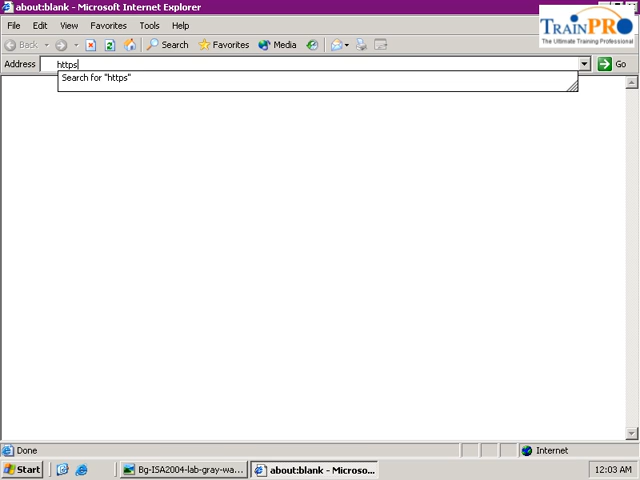 about:blank - Microsoft Internet Explorer
TRAINPRO
The Ultimate Training Professional
File Edit View Favorites Tools Help
Back Search Favorites Media
Address https Go
Search for "https"
Done Internet
Start Bg-ISA2004-lab-gray-wa... about:blank - Microso... 12:03 AM